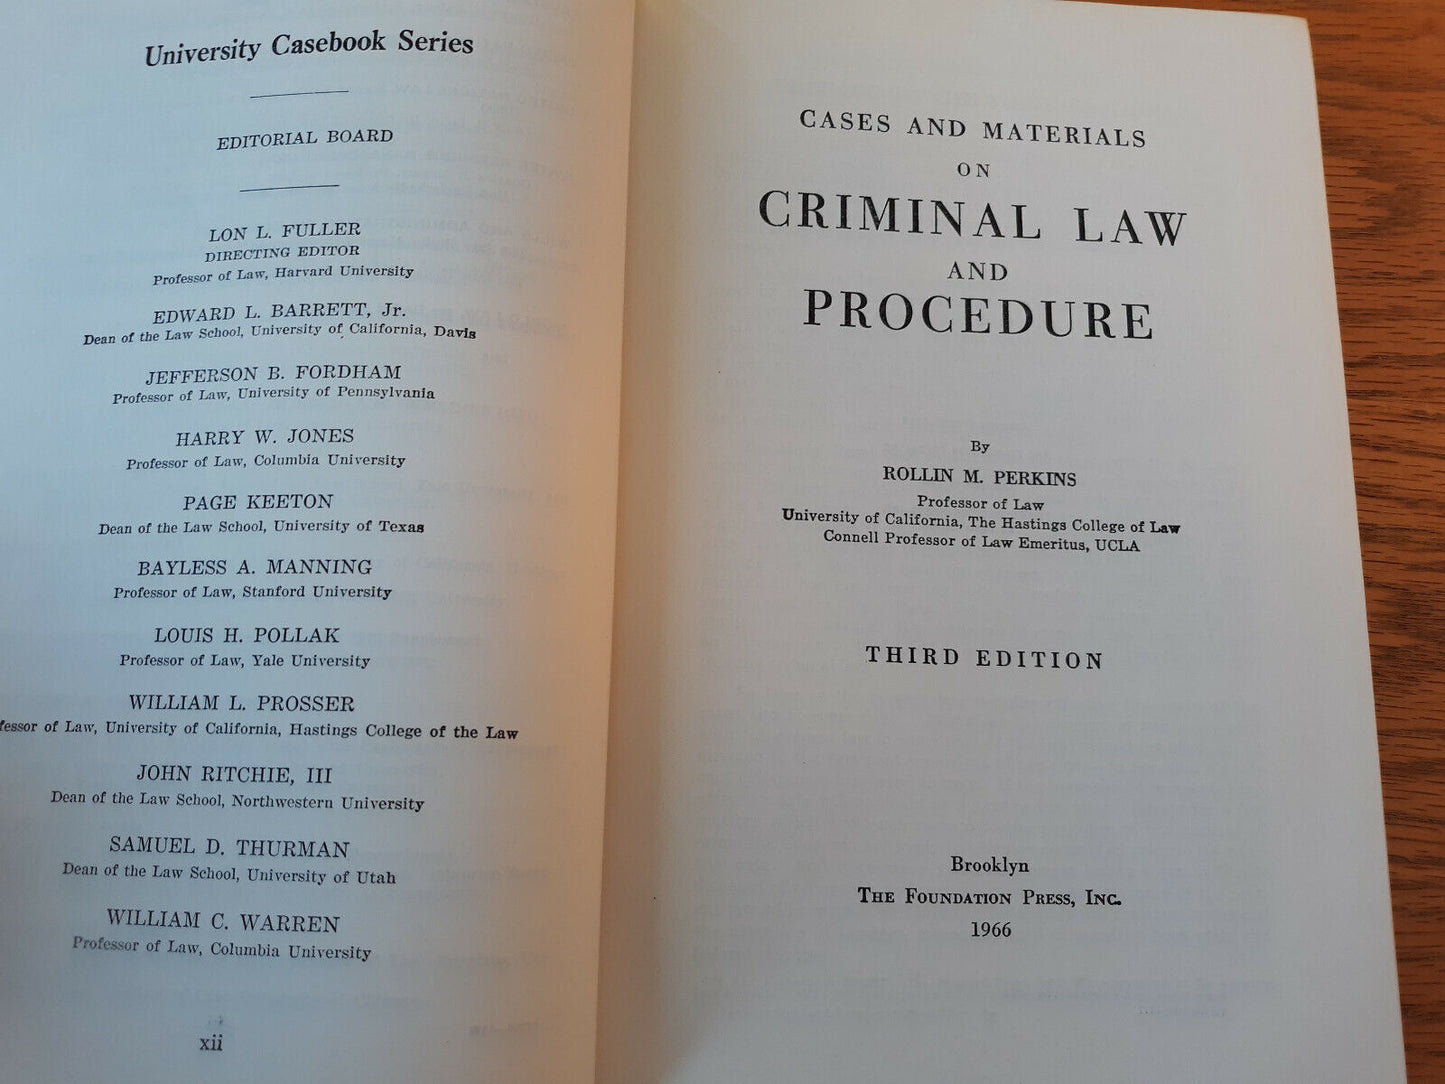 University Casebook Series
EDITORIAL BOARD
LON L. FULLER
DIRECTING EDITOR
Professor of Law, Harvard University
EDWARD L. BARRETT, Jr.
Dean of the Law School, University of California, Davis
JEFFERSON B. FORDHAM
Professor of Law, University of Pennsylvania
HARRY W. JONES
Professor of Law, Columbia University
PAGE KEETON
Dean of the Law School, University of Texas
BAYLESS A. MANNING
Professor of Law, Stanford University
LOUIS H. POLLAK
Professor of Law, Yale University
WILLIAM L. PROSSER
fessor of Law, University of California, Hastings College of the Law
JOHN RITCHIE, III
Dean of the Law School, Northwestern University
SAMUEL D. THURMAN
Dean of the Law School, University of Utah
WILLIAM C. WARREN
Professor of Law, Columbia University
xii
CASES AND MATERIALS
ON
CRIMINAL LAW
AND
PROCEDURE
By
ROLLIN M. PERKINS
Professor of Law
University of California, The Hastings College of Law
Connell Professor of Law Emeritus, UCLA
THIRD EDITION
Brooklyn
THE FOUNDATION PRESS, INC.
1966